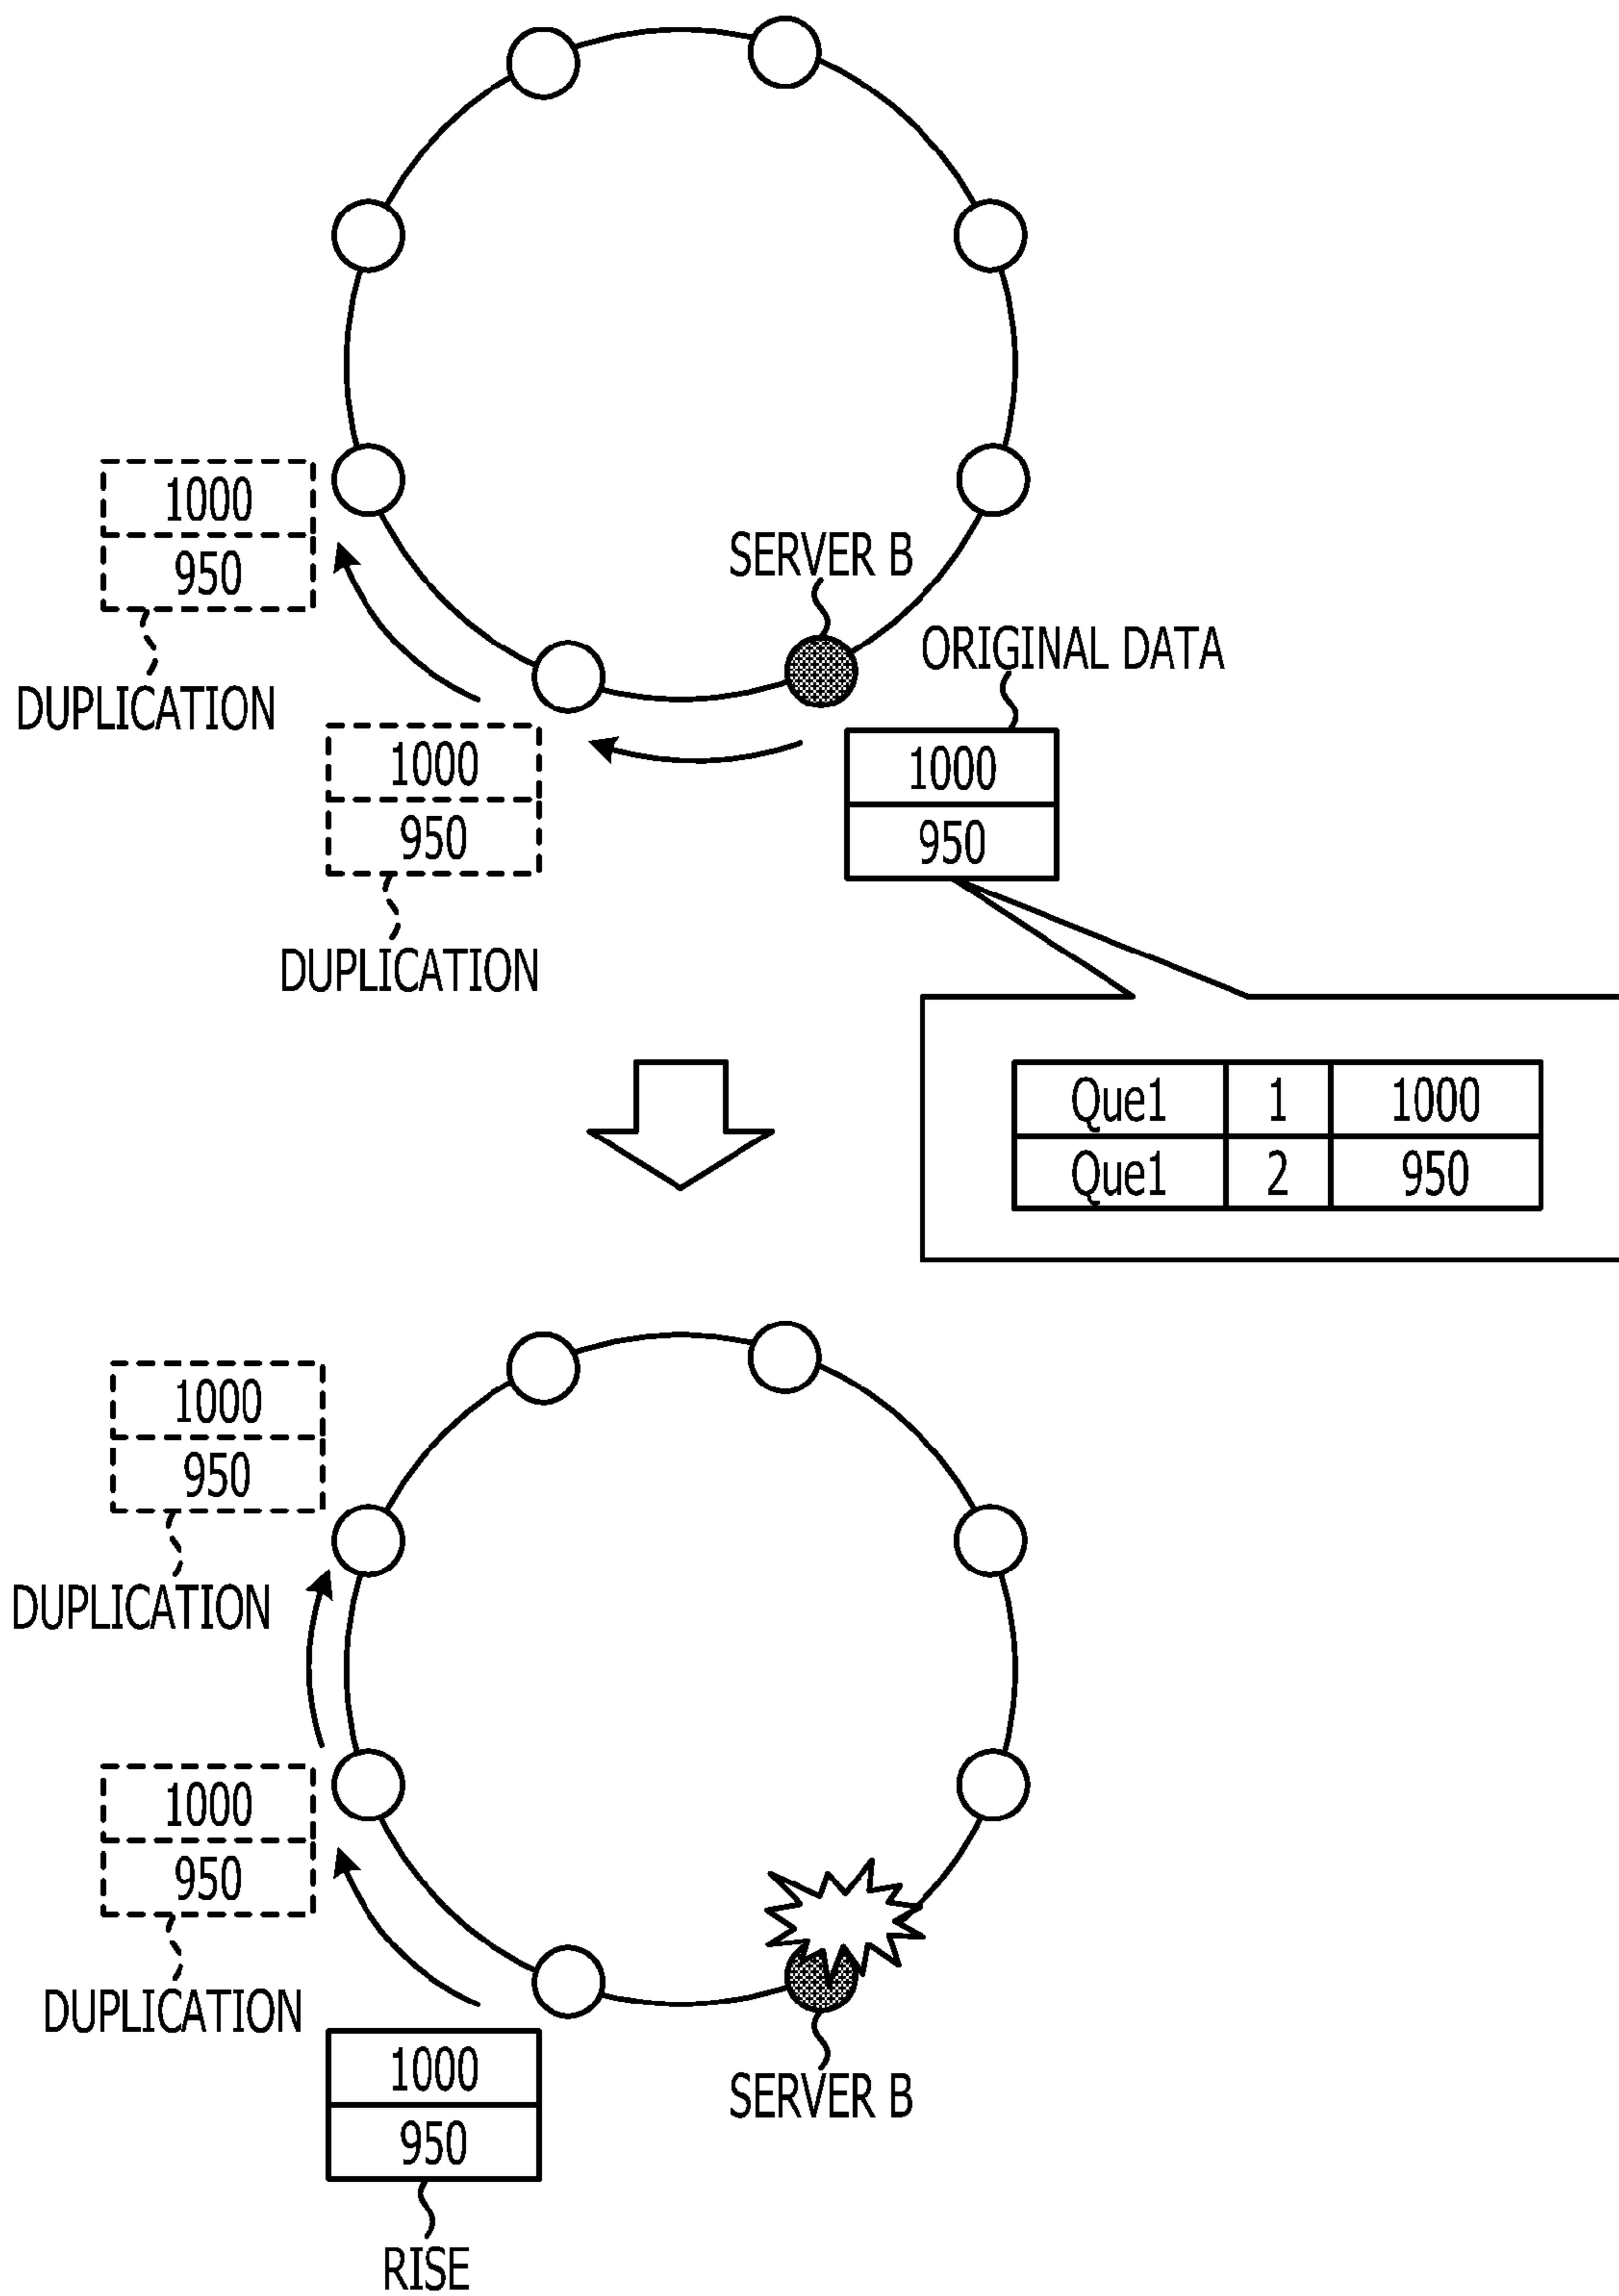 1000
950
SERVER B
ORIGINAL DATA
DUPLICATION
1000
950
1000
950
DUPLICATION
Que1 1 1000
Que1 2 950
1000
950
DUPLICATION
1000
950
DUPLICATION
1000
950
SERVER B
RISE